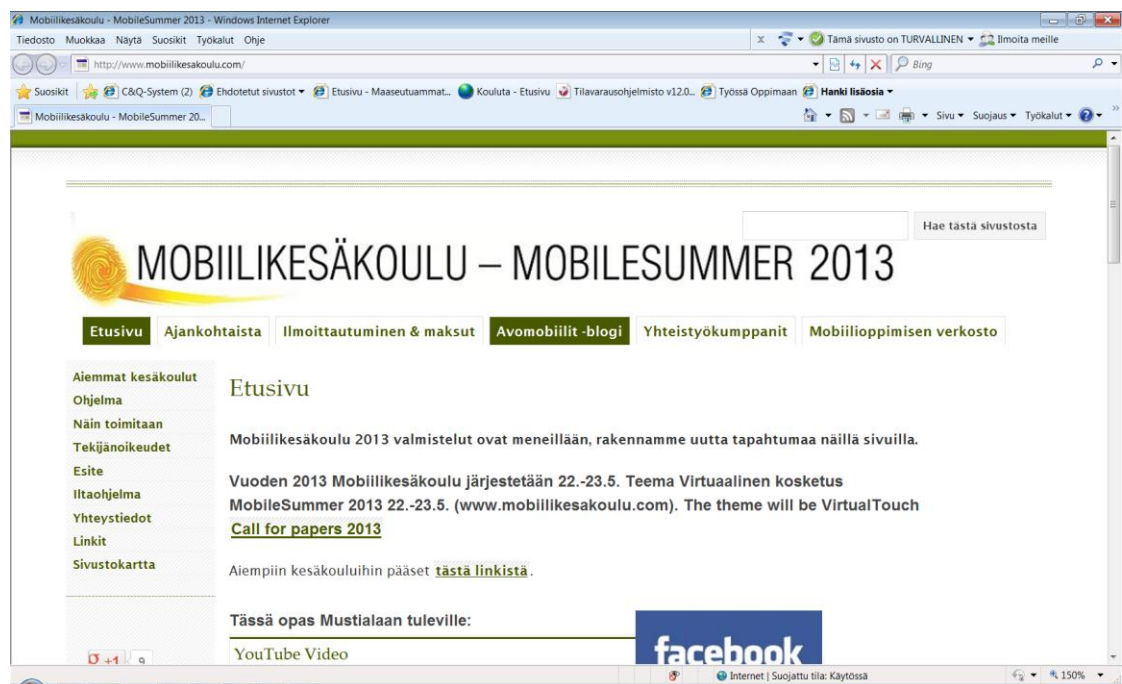 Mobiilikesäkoulu - MobileSummer 2013 - Windows Internet Explorer
Tiedosto Muokkaa Näytä Suosikit Työkalut Ohje
x Tämä sivusto on TURVALLINEN Ilmoita meille
http://www.mobiilikesakoulu.com/ Bing
Suosikit C&Q-System (2) Ehdotetut sivustot Etusivu - Maaseutuammat... Kouluta - Etusivu Tilavarausohjelmisto v12.0... Työssä Oppimaan Hanki lisäosia
Mobiilikesäkoulu - MobileSummer 20... Sivu Suojaus Työkalut
Hae tästä sivustosta
MOBIILIKESÄKOULU – MOBILESUMMER 2013
Etusivu Ajankohtaista Ilmoittautuminen & maksut Avomobiilit -blogi Yhteistyökumppanit Mobiilioppimisen verkosto
Aiemmat kesäkoulut
Ohjelma
Näin toimitaan
Tekijänoikeudet
Esite
Iltaohjelma
Yhteystiedot
Linkit
Sivustokartta
+1 9
Etusivu
Mobiilikesäkoulu 2013 valmistelut ovat meneillään, rakennamme uutta tapahtumaa näillä sivuilla.
Vuoden 2013 Mobiilikesäkoulu järjestetään 22.-23.5. Teema Virtuaalinen kosketus
MobileSummer 2013 22.-23.5. (www.mobiilikesakoulu.com). The theme will be VirtualTouch
Call for papers 2013
Aiempiin kesäkouluihin pääset tästä linkistä.
Tässä opas Mustialaan tuleville:
YouTube Video
facebook
Internet | Suojattu tila: Käytössä 150%